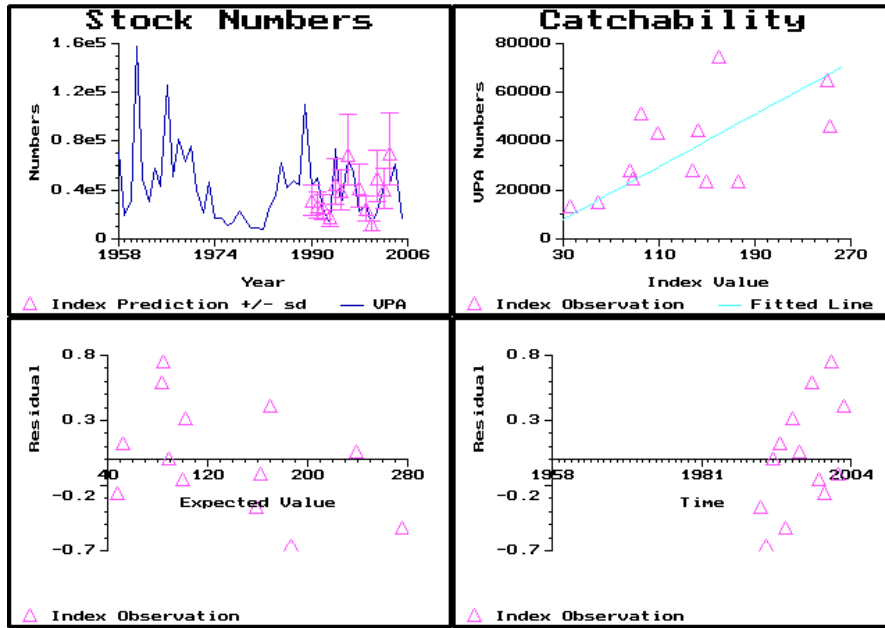 Stock Numbers
1.6e5
1.2e5
0.8e5
0.4e5
0
Numbers
1958 1974 1990 2006
Year
Index Prediction +/- sd VPA
Catchability
80000
60000
40000
20000
0
VPA Numbers
30 110 190 270
Index Value
Index Observation Fitted Line
0.8
0.3
-0.2
-0.7
Residual
40 120 200 280
Expected Value
Index Observation
0.8
0.3
-0.2
-0.7
Residual
1958 1981 2004
Time
Index Observation